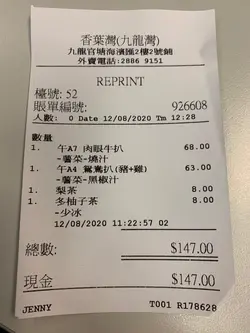 香葉灣(九龍灣)
九龍官塘海濱匯2樓2號鋪
外賣電話:2886 9151
REPRINT
檯號: 52
賬單編號: 926608
人數: 0 Date 12/08/2020 Tm 12:28
數量
1. 午A7 肉眼牛扒 68.00
-薯菜-燒汁
1. 午A4 鴛鴦扒(豬+雞) 63.00
-薯菜-黑椒汁
1. 梨茶 8.00
1. 多柚子茶 8.00
-少冰
12/08/2020 11:22:57 02
總數: $147.00
現金 $147.00
JENNY T001 R178628